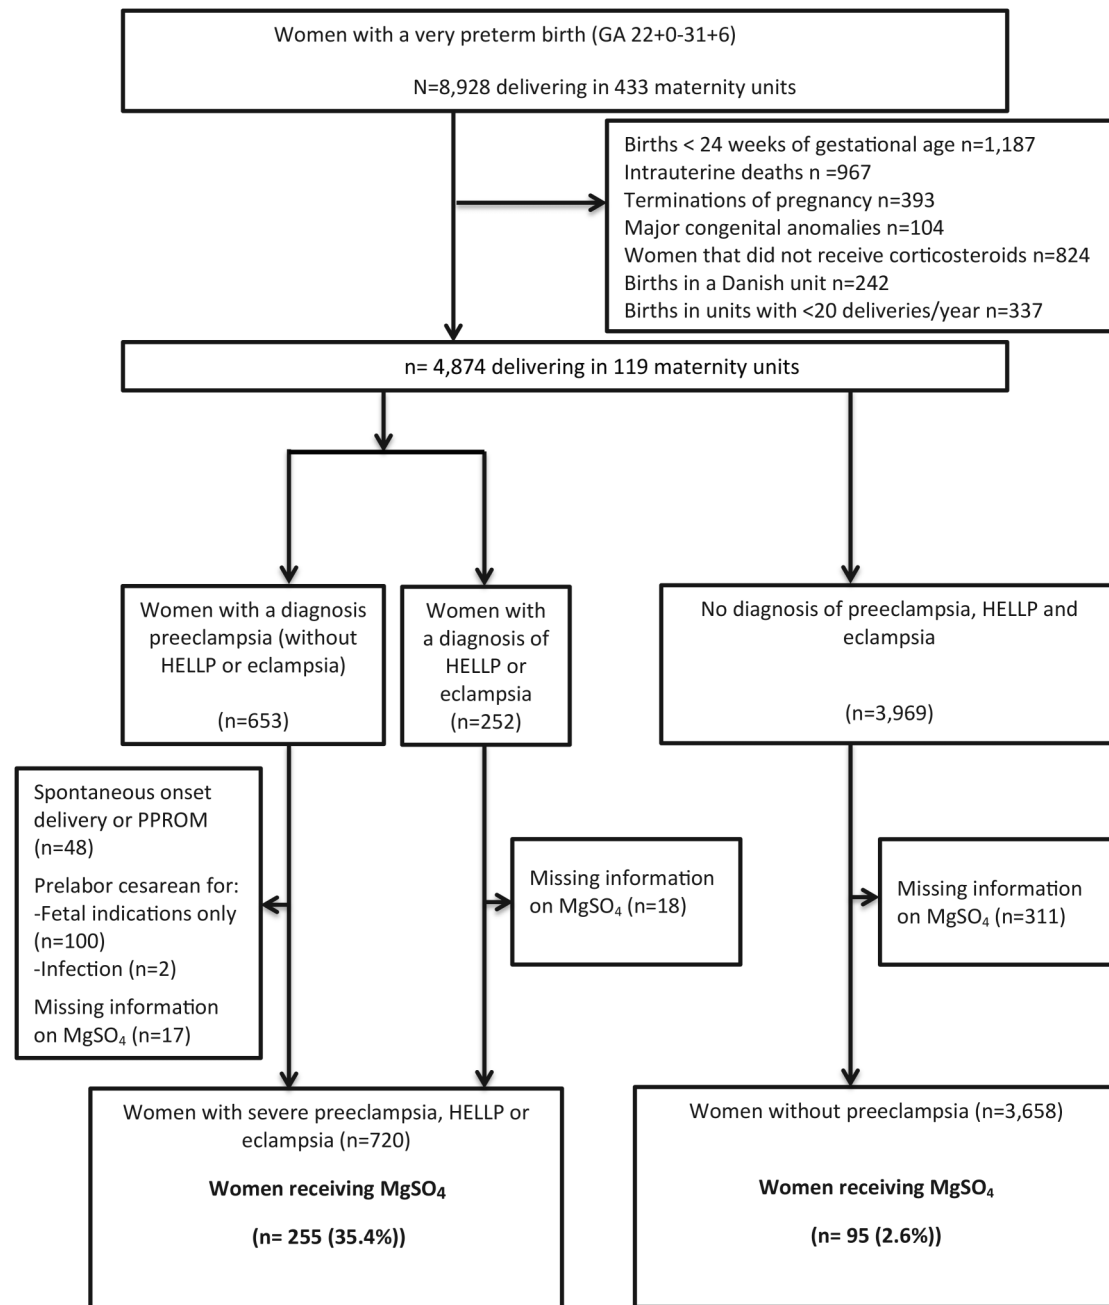 Women with a very preterm birth (GA 22+0-31+6)
N=8,928 delivering in 433 maternity units
Births < 24 weeks of gestational age n=1,187
Intrauterine deaths n =967
Terminations of pregnancy n=393
Major congenital anomalies n=104
Women that did not receive corticosteroids n=824
Births in a Danish unit n=242
Births in units with <20 deliveries/year n=337
n= 4,874 delivering in 119 maternity units
Women with a diagnosis
preeclampsia (without
HELLP or eclampsia)
(n=653)
Women with
a diagnosis of
HELLP or
eclampsia
(n=252)
No diagnosis of preeclampsia, HELLP and
eclampsia
(n=3,969)
Spontaneous onset
delivery or PPROM
(n=48)
Prelabor cesarean for:
-Fetal indications only
(n=100)
-Infection (n=2)
Missing information
on MgSO₄ (n=17)
Missing information
on MgSO₄ (n=18)
Missing information
on MgSO₄ (n=311)
Women with severe preeclampsia, HELLP or
eclampsia (n=720)
Women receiving MgSO₄
(n= 255 (35.4%))
Women without preeclampsia (n=3,658)
Women receiving MgSO₄
(n= 95 (2.6%))